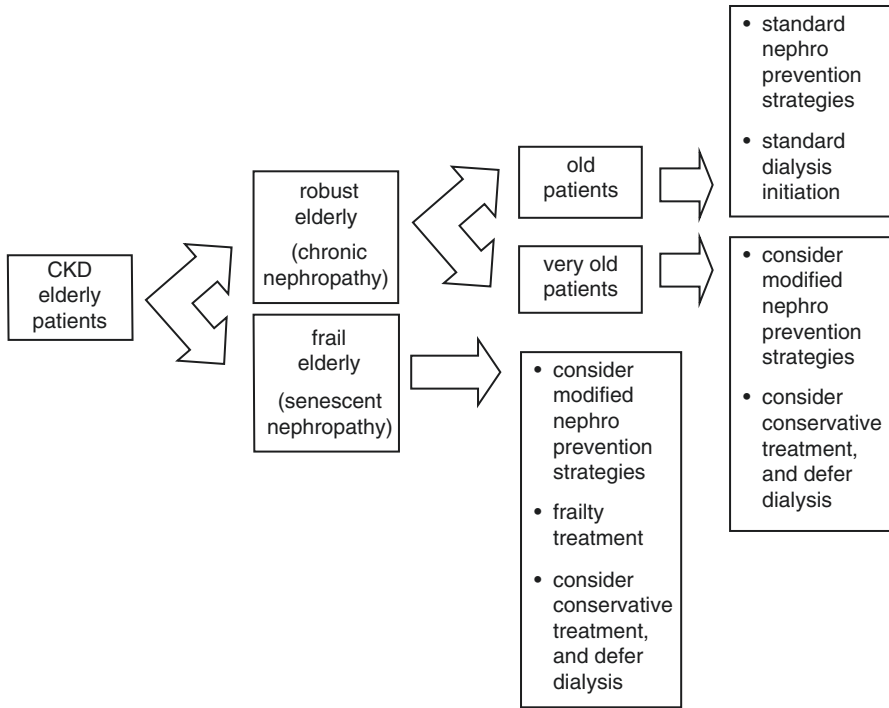 CKD
elderly
patients
robust
elderly
(chronic
nephropathy)
frail
elderly
(senescent
nephropathy)
old
patients
very old
patients
• standard
nephro
prevention
strategies
• standard
dialysis
initiation
• consider
modified
nephro
prevention
strategies
• consider
conservative
treatment,
and defer
dialysis
• consider
modified
nephro
prevention
strategies
• frailty
treatment
• consider
conservative
treatment,
and defer
dialysis